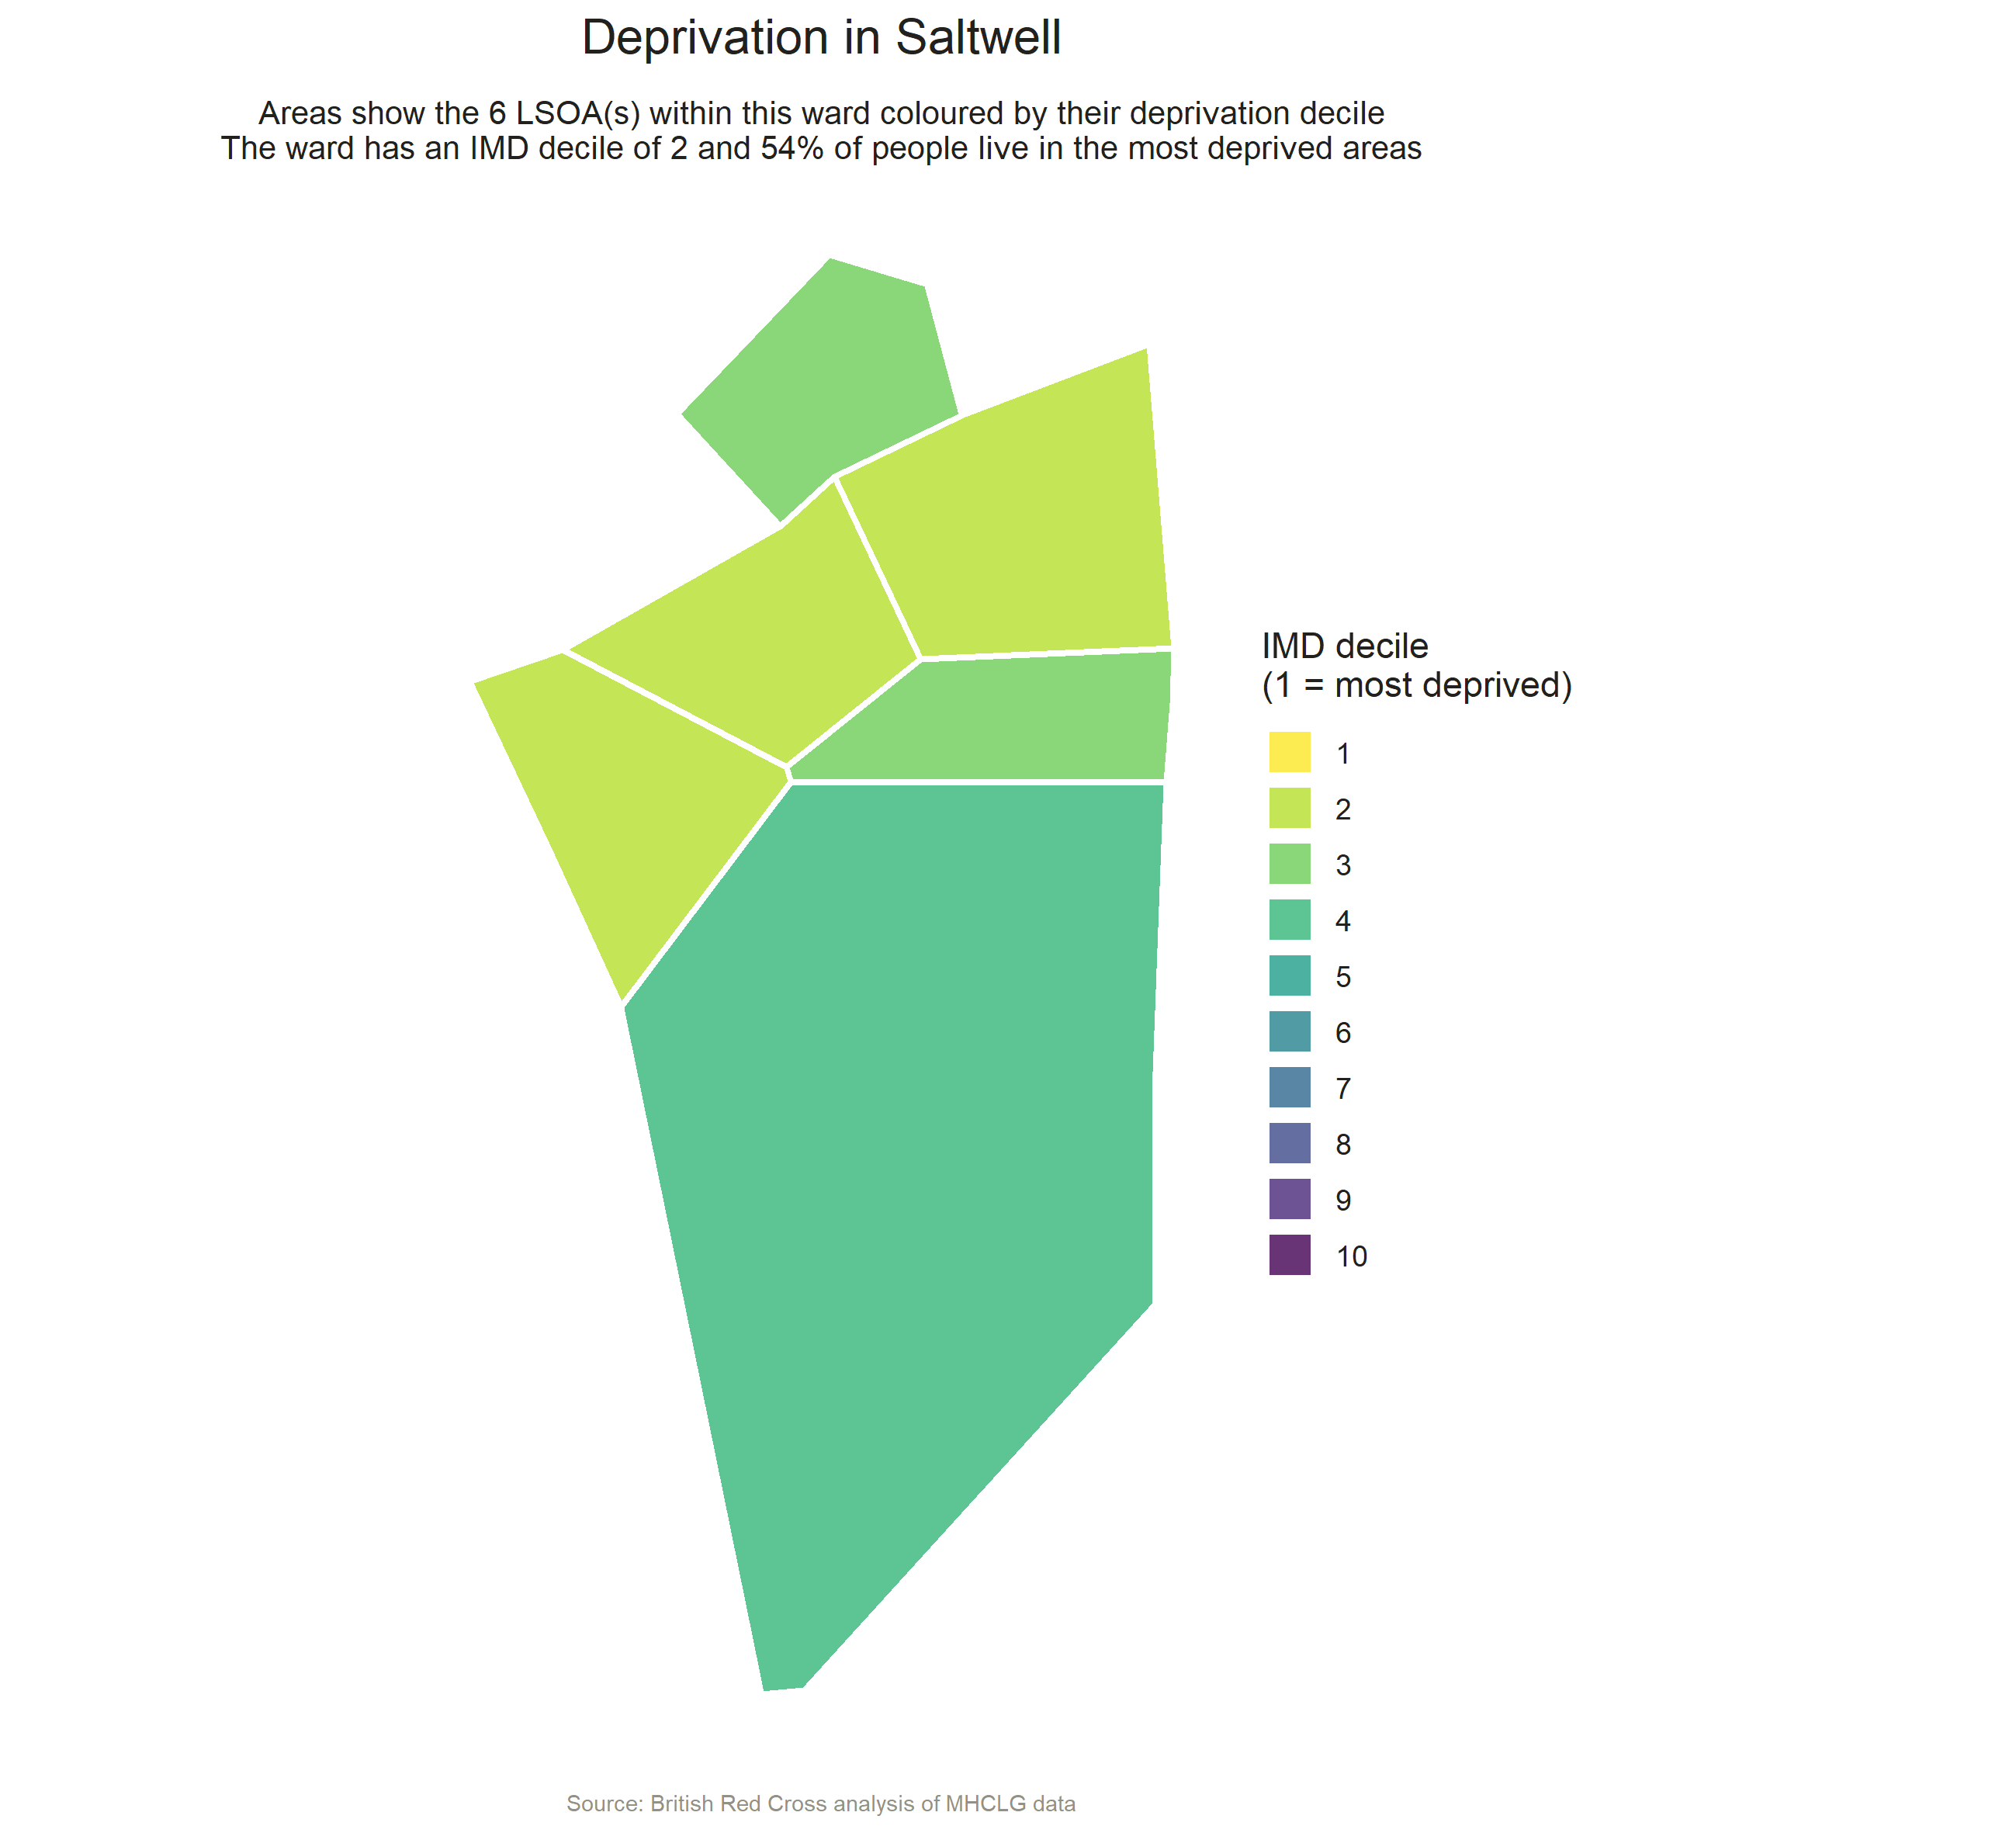 Deprivation in Saltwell
Areas show the 6 LSOA(s) within this ward coloured by their deprivation decile
The ward has an IMD decile of 2 and 54% of people live in the most deprived areas
IMD decile
(1 = most deprived)
1
2
3
4
5
6
7
8
9
10
Source: British Red Cross analysis of MHCLG data